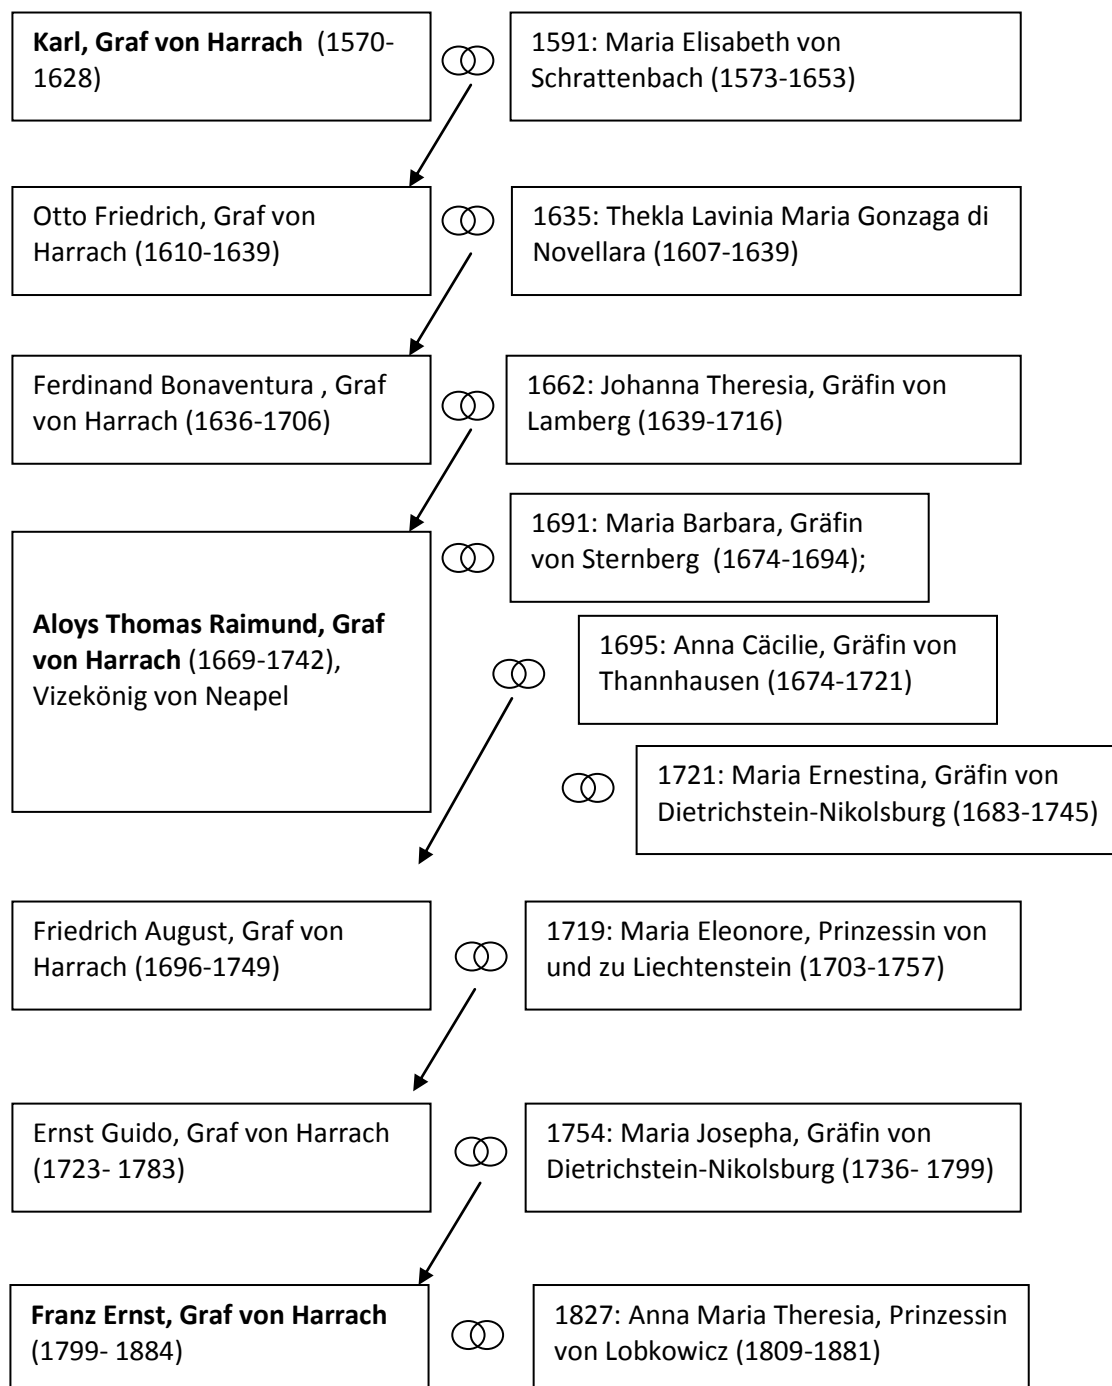 Karl, Graf von Harrach (1570-
1628)
1591: Maria Elisabeth von
Schrattenbach (1573-1653)
Otto Friedrich, Graf von
Harrach (1610-1639)
1635: Thekla Lavinia Maria Gonzaga di
Novellara (1607-1639)
Ferdinand Bonaventura , Graf
von Harrach (1636-1706)
1662: Johanna Theresia, Gräfin von
Lamberg (1639-1716)
1691: Maria Barbara, Gräfin
von Sternberg (1674-1694);
Aloys Thomas Raimund, Graf
von Harrach (1669-1742),
Vizekönig von Neapel
1695: Anna Cäcilie, Gräfin von
Thannhausen (1674-1721)
1721: Maria Ernestina, Gräfin von
Dietrichstein-Nikolsburg (1683-1745)
Friedrich August, Graf von
Harrach (1696-1749)
1719: Maria Eleonore, Prinzessin von
und zu Liechtenstein (1703-1757)
Ernst Guido, Graf von Harrach
(1723- 1783)
1754: Maria Josepha, Gräfin von
Dietrichstein-Nikolsburg (1736- 1799)
Franz Ernst, Graf von Harrach
(1799- 1884)
1827: Anna Maria Theresia, Prinzessin
von Lobkowicz (1809-1881)